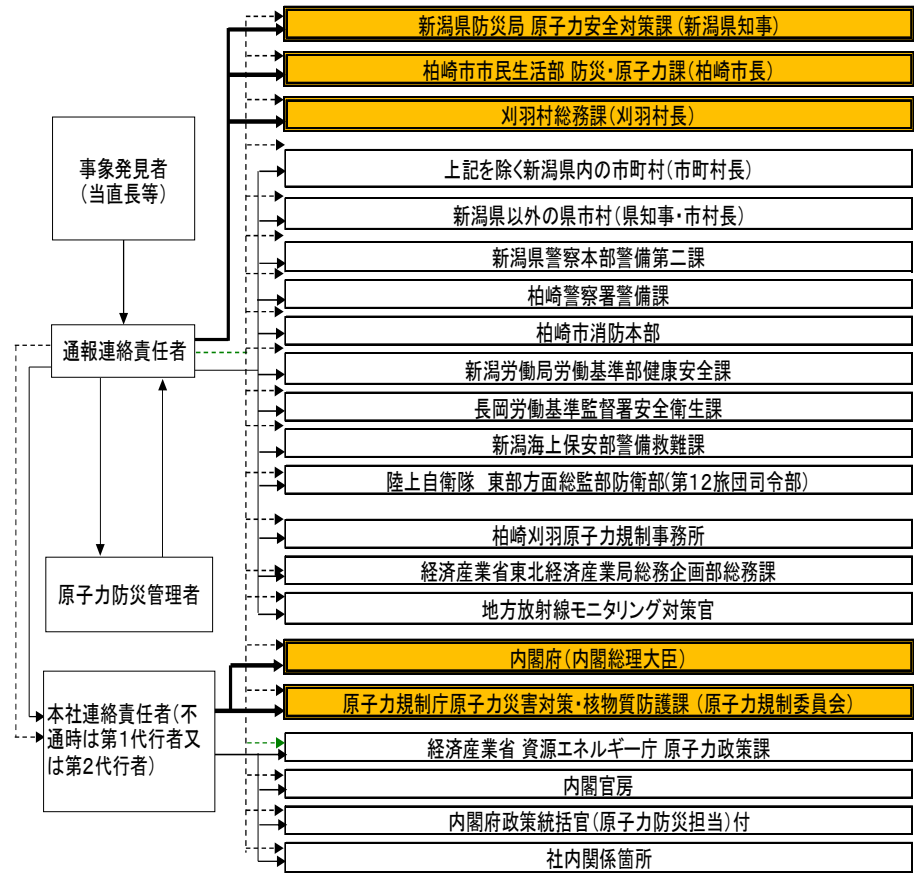 新潟県防災局 原子力安全対策課 (新潟県知事)
柏崎市市民生活部 防災・原子力課(柏崎市長)
刈羽村総務課(刈羽村長)
事象発見者
(当直長等)
上記を除く新潟県内の市町村(市町村長)
新潟県以外の県市村(県知事・市村長)
新潟県警察本部警備第二課
柏崎警察署警備課
柏崎市消防本部
通報連絡責任者
新潟労働局労働基準部健康安全課
長岡労働基準監督署安全衛生課
新潟海上保安部警備救難課
陸上自衛隊 東部方面総監部防衛部(第12旅団司令部)
柏崎刈羽原子力規制事務所
経済産業省東北経済産業局総務企画部総務課
原子力防災管理者
地方放射線モニタリング対策官
内閣府(内閣総理大臣)
原子力規制庁原子力災害対策・核物質防護課 (原子力規制委員会)
本社連絡責任者(不
通時は第1代行者又
は第2代行者)
経済産業省 資源エネルギー庁 原子力政策課
内閣官房
内閣府政策統括官(原子力防災担当)付
社内関係箇所